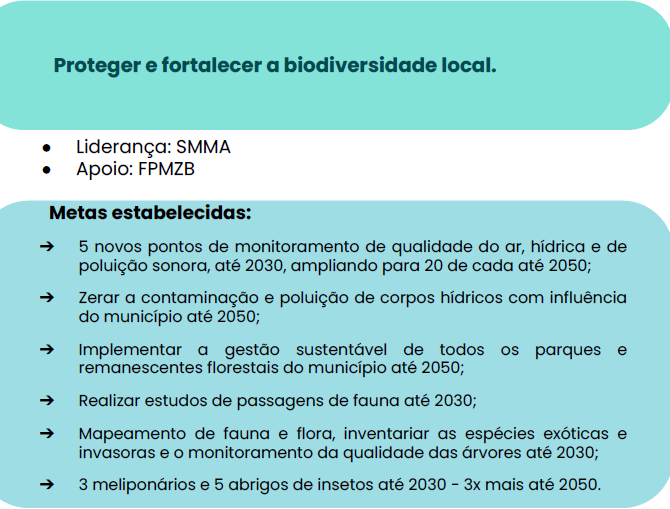 Proteger e fortalecer a biodiversidade local.
● Liderança: SMMA
● Apoio: FPMZB
Metas estabelecidas:
➔ 5 novos pontos de monitoramento de qualidade do ar, hídrica e de
poluição sonora, até 2030, ampliando para 20 de cada até 2050;
➔ Zerar a contaminação e poluição de corpos hídricos com influência
do município até 2050;
➔ Implementar a gestão sustentável de todos os parques e
remanescentes florestais do município até 2050;
➔ Realizar estudos de passagens de fauna até 2030;
➔ Mapeamento de fauna e flora, inventariar as espécies exóticas e
invasoras e o monitoramento da qualidade das árvores até 2030;
➔ 3 meliponários e 5 abrigos de insetos até 2030 - 3x mais até 2050.